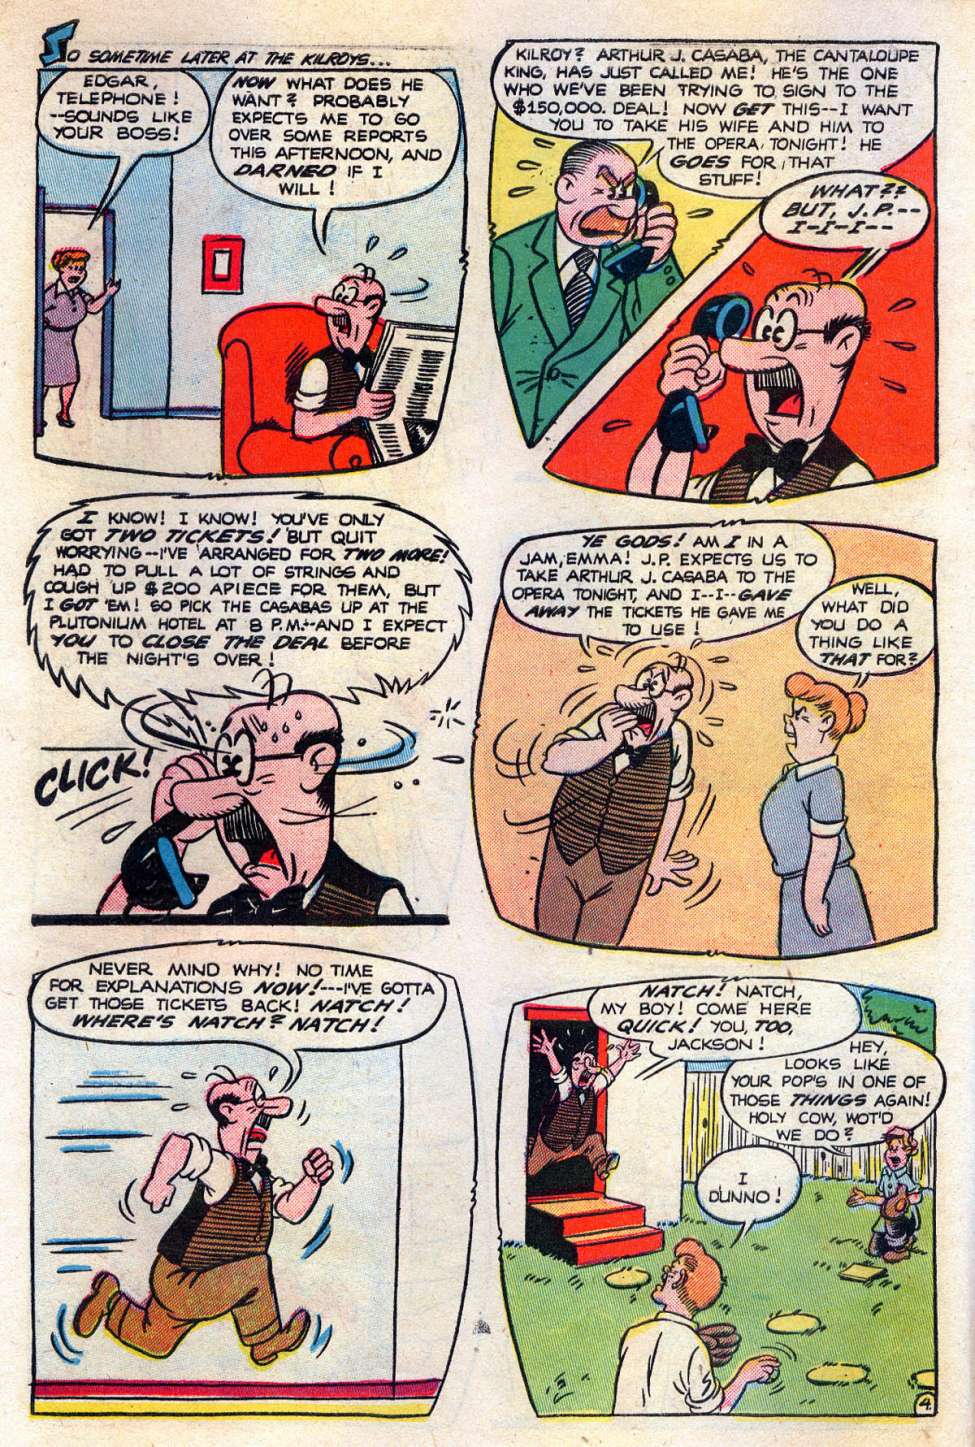 SO SOMETIME LATER AT THE KILROYS...
EDGAR,
TELEPHONE!
--SOUNDS LIKE
YOUR BOSS!
NOW WHAT DOES HE
WANT? PROBABLY
EXPECTS ME TO GO
OVER SOME REPORTS
THIS AFTERNOON, AND
DARNED IF I
WILL!
KILROY? ARTHUR J. CASABA, THE CANTALOUPE
KING, HAS JUST CALLED ME! HE'S THE ONE
WHO WE'VE BEEN TRYING TO SIGN TO THE
$150,000. DEAL! NOW GET THIS--I WANT
YOU TO TAKE HIS WIFE AND HIM TO
THE OPERA, TONIGHT! HE
GOES FOR THAT
STUFF!
WHAT??
BUT, J.P.--
I-I-I--
I KNOW! I KNOW! YOU'VE ONLY
GOT TWO TICKETS! BUT QUIT
WORRYING--I'VE ARRANGED FOR TWO MORE!
HAD TO PULL A LOT OF STRINGS AND
COUGH UP $200 APIECE FOR THEM, BUT
I GOT 'EM! SO PICK THE CASABAS UP AT THE
PLUTONIUM HOTEL AT 8 P.M.--AND I EXPECT
YOU TO CLOSE THE DEAL BEFORE
THE NIGHT'S OVER!
CLICK!
YE GODS! AM I IN A
JAM, EMMA! J.P. EXPECTS US TO
TAKE ARTHUR J. CASABA TO THE
OPERA TONIGHT, AND I--I--GAVE
AWAY THE TICKETS HE GAVE ME
TO USE!
WELL,
WHAT DID
YOU DO A
THING LIKE
THAT FOR?
NEVER MIND WHY! NO TIME
FOR EXPLANATIONS NOW!---I'VE GOTTA
GET THOSE TICKETS BACK! NATCH!
WHERE'S NATCH? NATCH!
NATCH! NATCH,
MY BOY! COME HERE
QUICK! YOU, TOO,
JACKSON!
HEY,
LOOKS LIKE
YOUR POP'S IN ONE OF
THOSE THINGS AGAIN!
HOLY COW, WOT'D
WE DO?
I
DUNNO!
4.